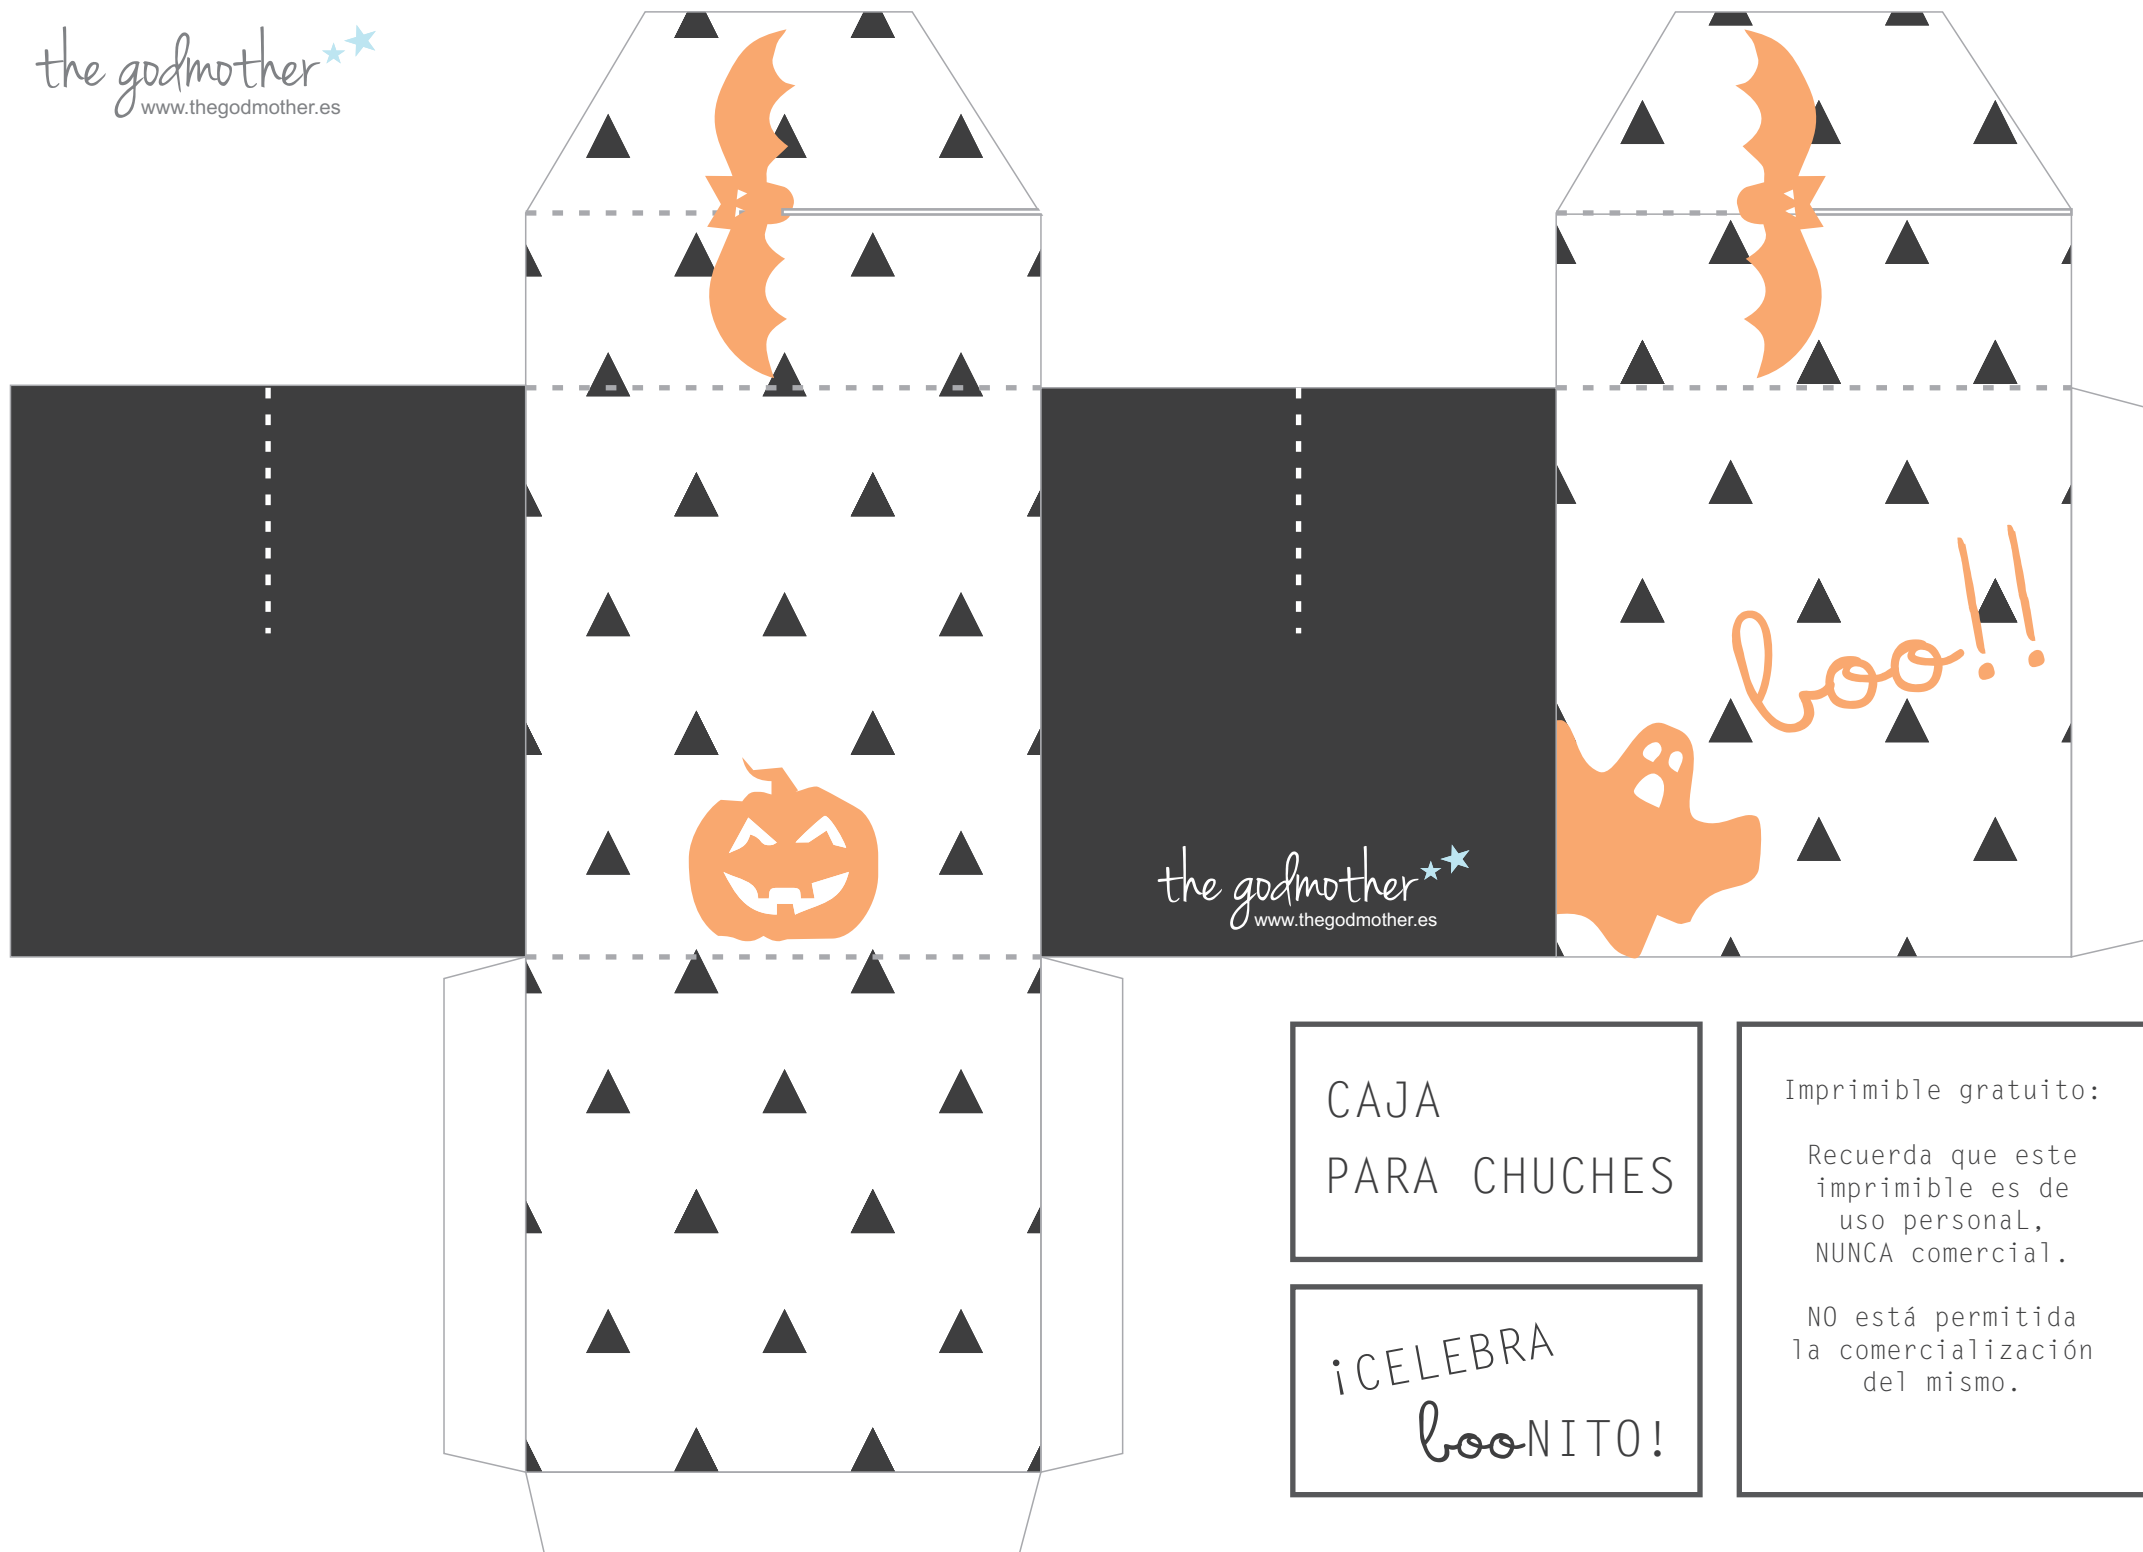 the godmother
www.thegodmother.es
boo!!
the godmother
www.thegodmother.es
CAJA
PARA CHUCHES
¡CELEBRA
booNITO!
Imprimible gratuito:
Recuerda que este
imprimible es de
uso personaL,
NUNCA comercial.
NO está permitida
la comercialización
del mismo.